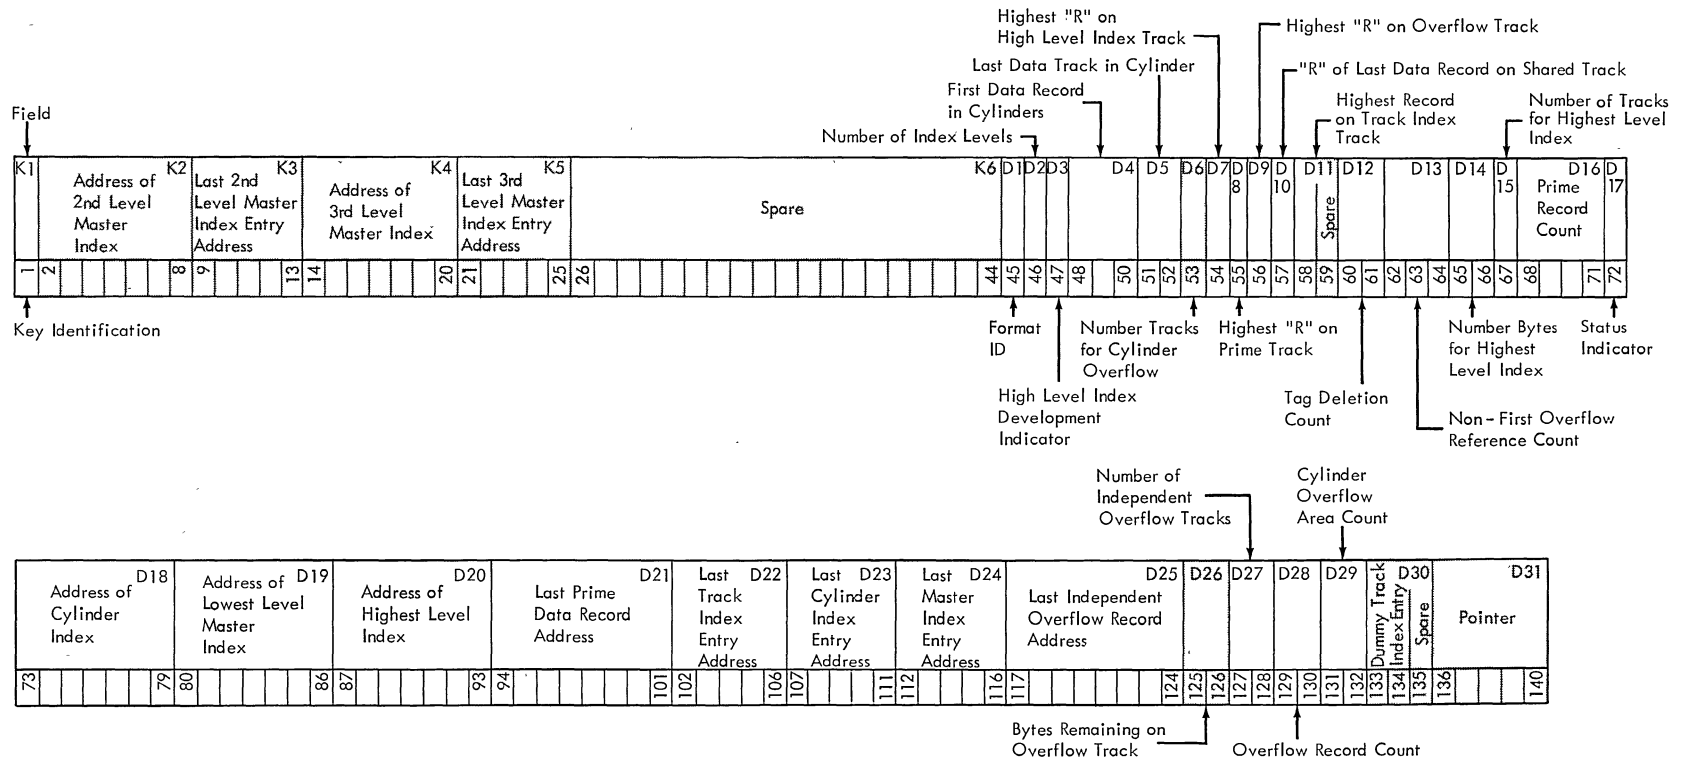 Highest "R" on
High Level Index Track
Highest "R" on Overflow Track
Last Data Track in Cylinder
"R" of Last Data Record on Shared Track
First Data Record
in Cylinders
Highest Record
on Track Index
Track
Number of Tracks
for Highest Level
Index
Field
Number of Index Levels
K1
Address of K2
2nd Level
Master
Index
Last 2nd K3
Level Master
Index Entry
Address
K4
Address of
3rd Level
Master Index
Last 3rd K5
Level Master
Index Entry
Address
K6
Spare
D1 D2 D3 D4 D5 D6 D7 D
8 D9 D
10 D11
Spare
D12 D13 D14 D
15 D16
Prime
Record
Count
D
17
1 2 8 9 13 14 20 21 25 26 44 45 46 47 48 50 51 52 53 54 55 56 57 58 59 60 61 62 63 64 65 66 67 68 71 72
Key Identification
Format
ID
Number Tracks
for Cylinder
Overflow
Highest "R" on
Prime Track
Number Bytes
for Highest
Level Index
Status
Indicator
High Level Index
Development
Indicator
Tag Deletion
Count
Non-First Overflow
Reference Count
Number of
Independent
Overflow Tracks
Cylinder
Overflow
Area Count
D18
Address of
Cylinder
Index
Address of D19
Lowest Level
Master
Index
D20
Address of
Highest Level
Index
D21
Last Prime
Data Record
Address
Last D22
Track
Index
Entry
Address
Last D23
Cylinder
Index
Entry
Address
Last D24
Master
Index
Entry
Address
D25
Last Independent
Overflow Record
Address
D26 D27 D28 D29
Dummy Track
Index Entry
D30
Spare
D31
Pointer
73 79 80 86 87 93 94 101 102 106 107 111 112 116 117 124 125 126 127 128 129 130 131 132 133 134 135 136 140
Bytes Remaining on
Overflow Track
Overflow Record Count